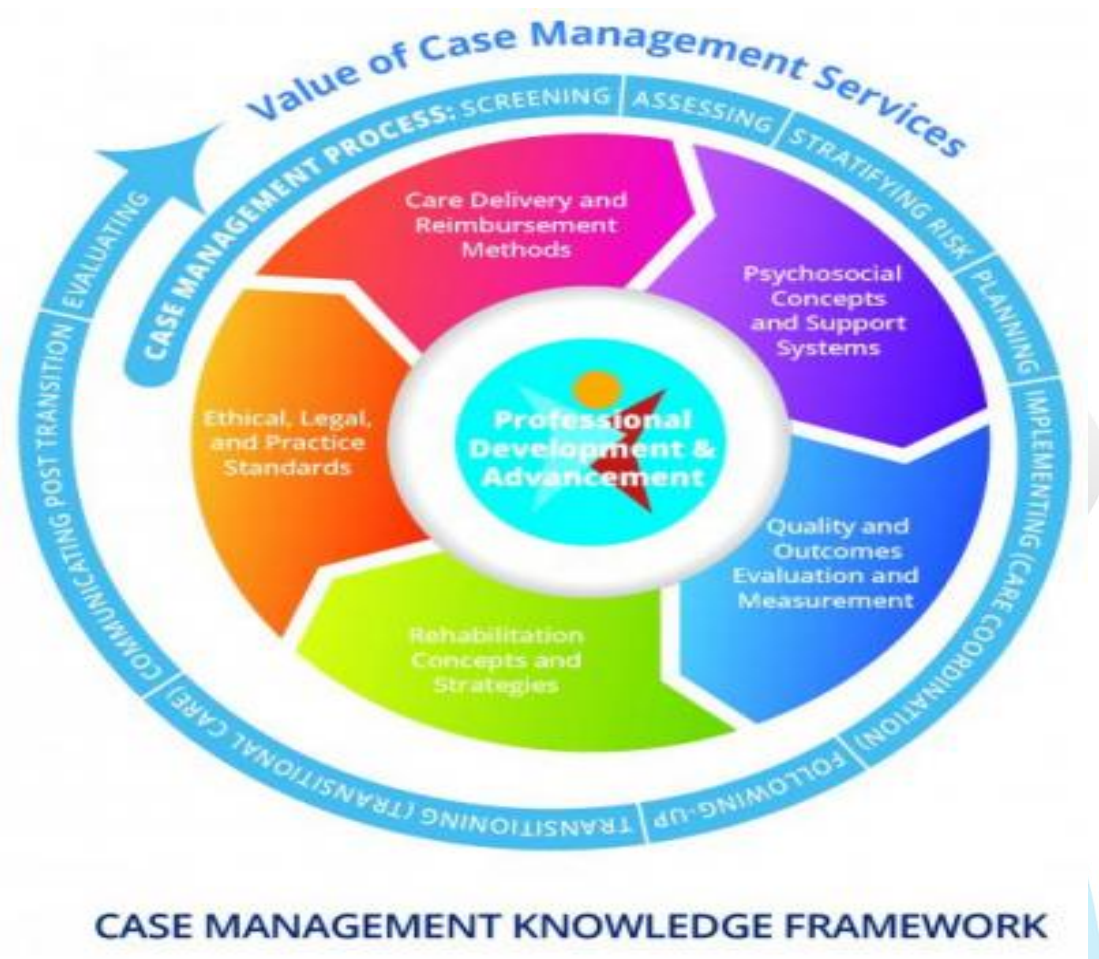 Value of Case Management Services
CASE MANAGEMENT PROCESS: SCREENING
ASSESSING
STRATIFYING RISK
PLANNING
IMPLEMENTING (CARE COORDINATION)
FOLLOWING-UP
TRANSITIONING (TRANSITIONAL CARE)
COMMUNICATING POST TRANSITION
EVALUATING
Care Delivery and
Reimbursement
Methods
Psychosocial
Concepts
and Support
Systems
Quality and
Outcomes
Evaluation and
Measurement
Rehabilitation
Concepts and
Strategies
Ethical, Legal,
and Practice
Standards
Professional
Development &
Advancement
CASE MANAGEMENT KNOWLEDGE FRAMEWORK